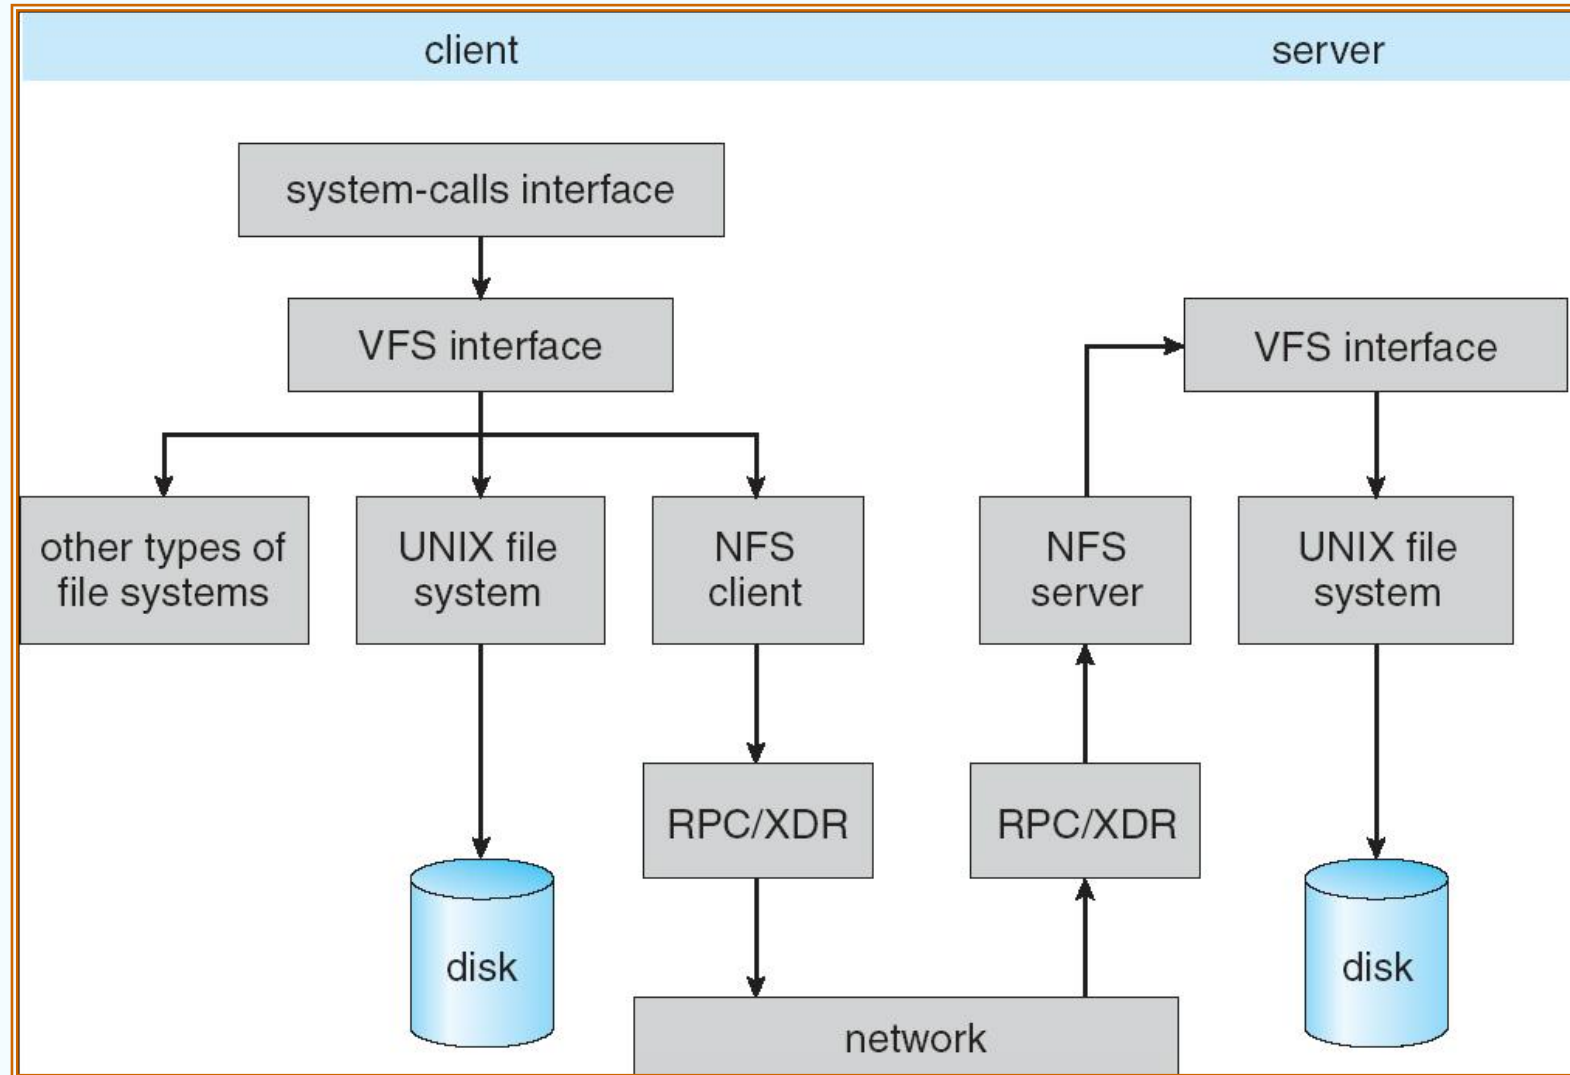 client
server
system-calls interface
VFS interface
VFS interface
other types of
file systems
UNIX file
system
NFS
client
NFS
server
UNIX file
system
RPC/XDR
RPC/XDR
disk
disk
network